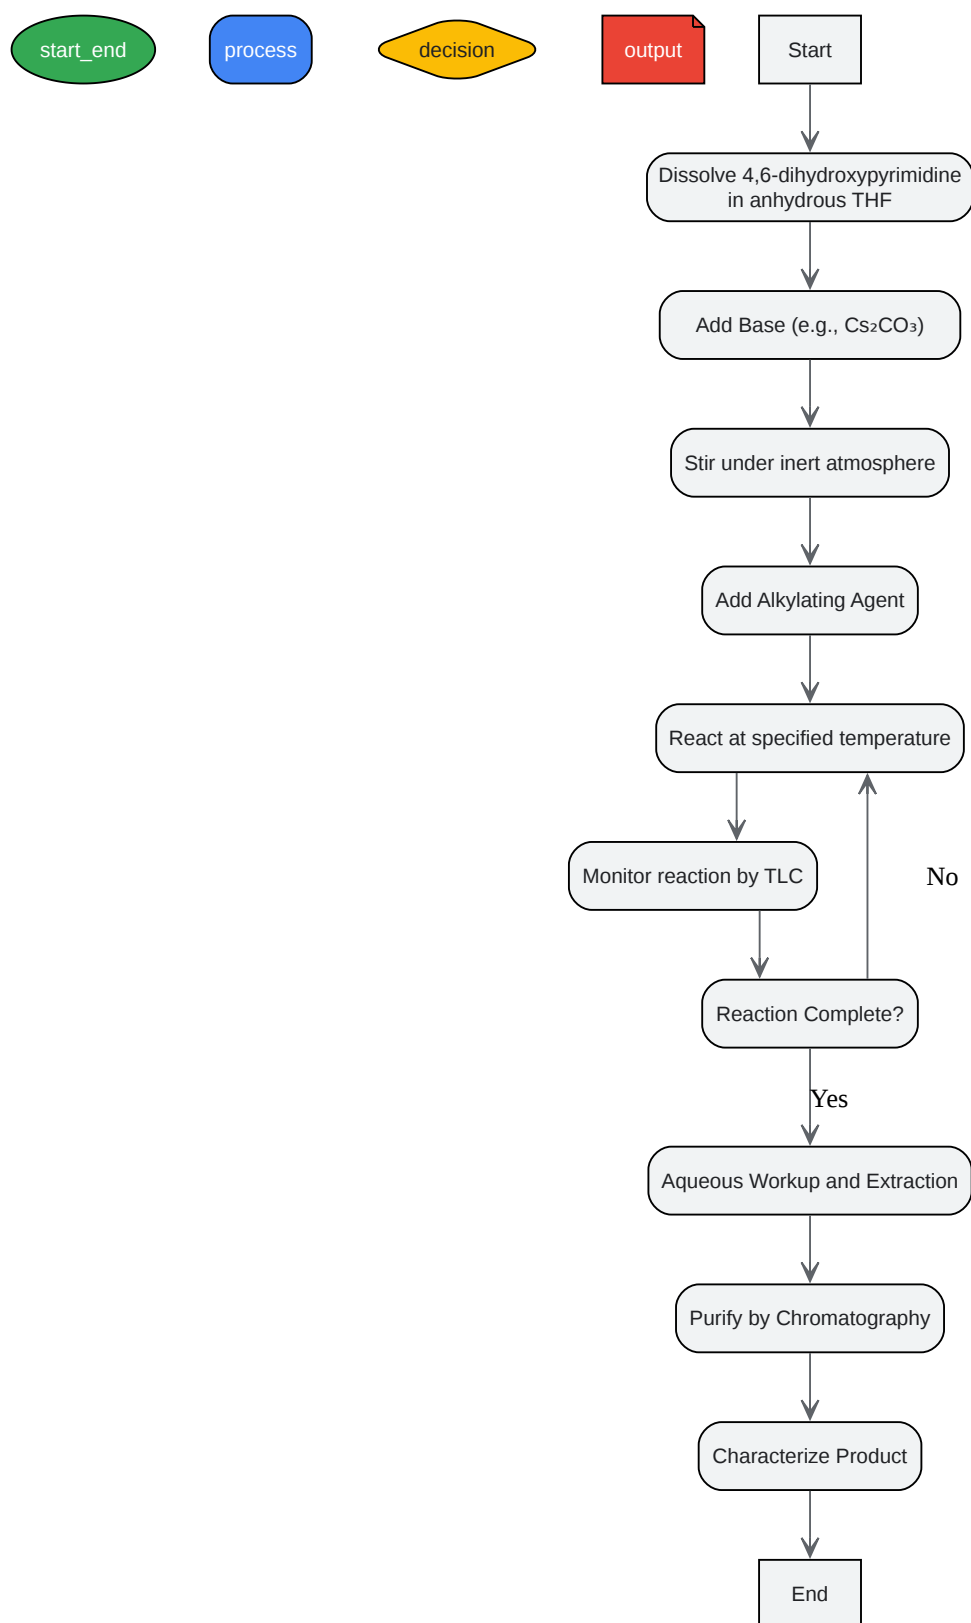 start_end
process
decision
output
Start
Dissolve 4,6-dihydroxypyrimidine
in anhydrous THF
Add Base (e.g., Cs₂CO₃)
Stir under inert atmosphere
Add Alkylating Agent
React at specified temperature
Monitor reaction by TLC
No
Reaction Complete?
Yes
Aqueous Workup and Extraction
Purify by Chromatography
Characterize Product
End